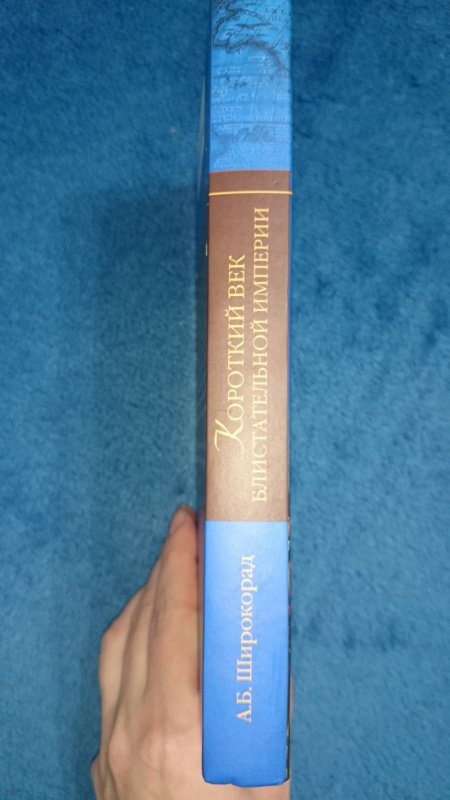 А.Б. Широкорад
КОРОТКИЙ ВЕК
БЛИСТАТЕЛЬНОЙ ИМПЕРИИ